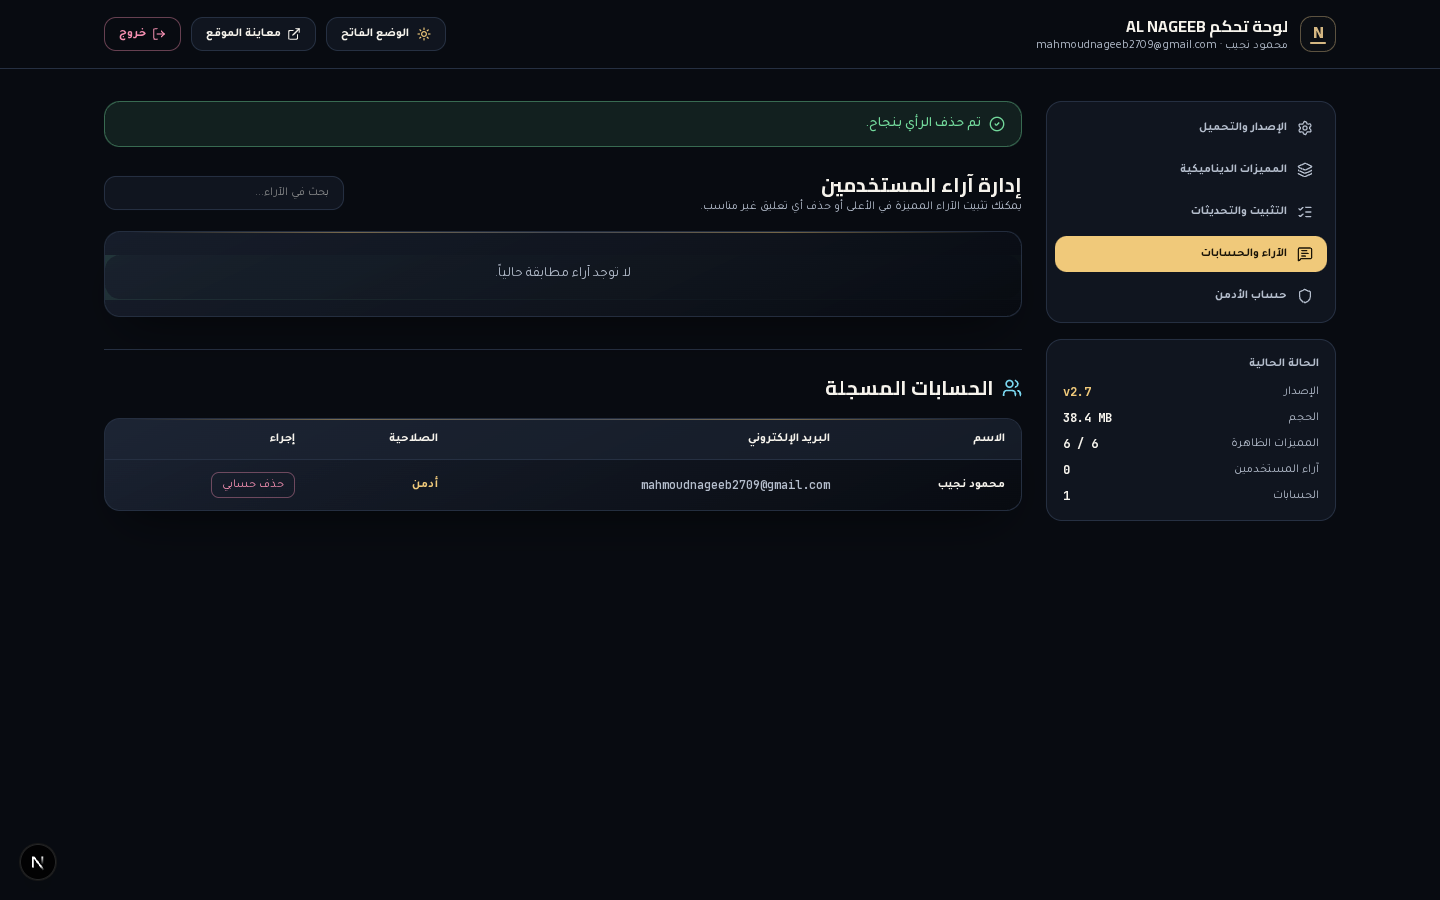 N
لوحة تحكم AL NAGEEB
محمود نجيب · mahmoudnageeb2709@gmail.com
الوضع الفاتح
معاينة الموقع
خروج
الإصدار والتحميل
المميزات الديناميكية
التثبيت والتحديثات
الآراء والحسابات
حساب الأدمن
الحالة الحالية
الإصدار v2.7
الحجم 38.4 MB
المميزات الظاهرة 6 / 6
آراء المستخدمين 0
الحسابات 1
تم حذف الرأي بنجاح.
إدارة آراء المستخدمين
يمكنك تثبيت الآراء المميزة في الأعلى أو حذف أي تعليق غير مناسب.
بحث في الآراء...
لا توجد آراء مطابقة حالياً.
الحسابات المسجلة
الاسم البريد الإلكتروني الصلاحية إجراء
محمود نجيب mahmoudnageeb2709@gmail.com أدمن حذف حسابي
N